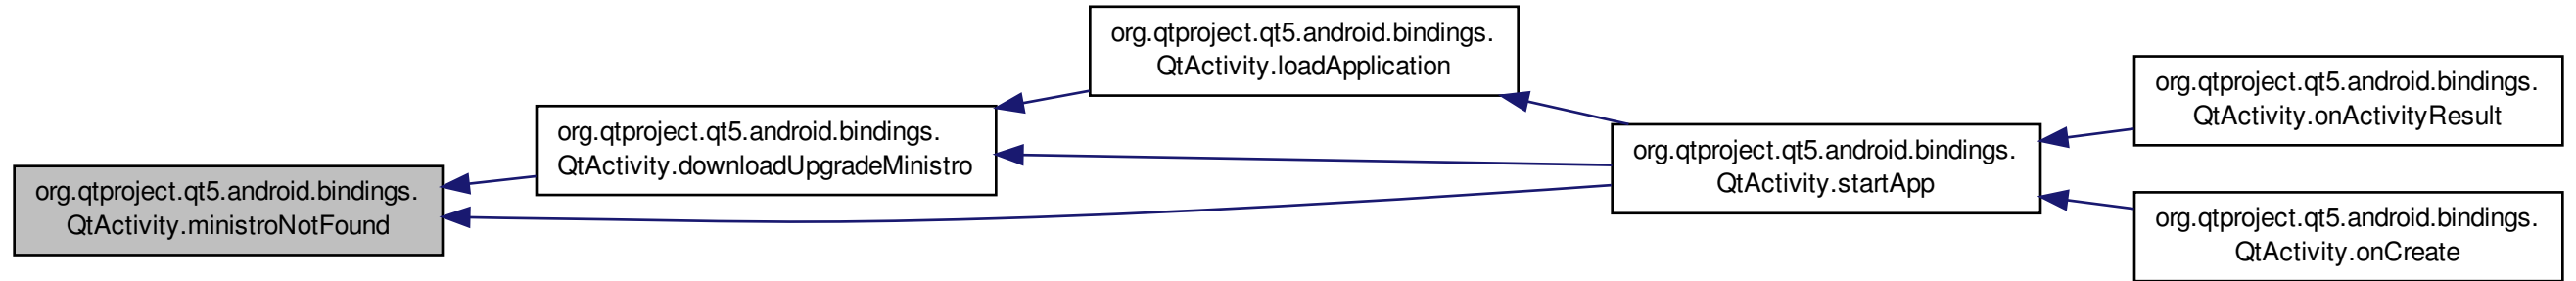 org.qtproject.qt5.android.bindings.
QtActivity.ministroNotFound
org.qtproject.qt5.android.bindings.
QtActivity.downloadUpgradeMinistro
org.qtproject.qt5.android.bindings.
QtActivity.loadApplication
org.qtproject.qt5.android.bindings.
QtActivity.startApp
org.qtproject.qt5.android.bindings.
QtActivity.onActivityResult
org.qtproject.qt5.android.bindings.
QtActivity.onCreate